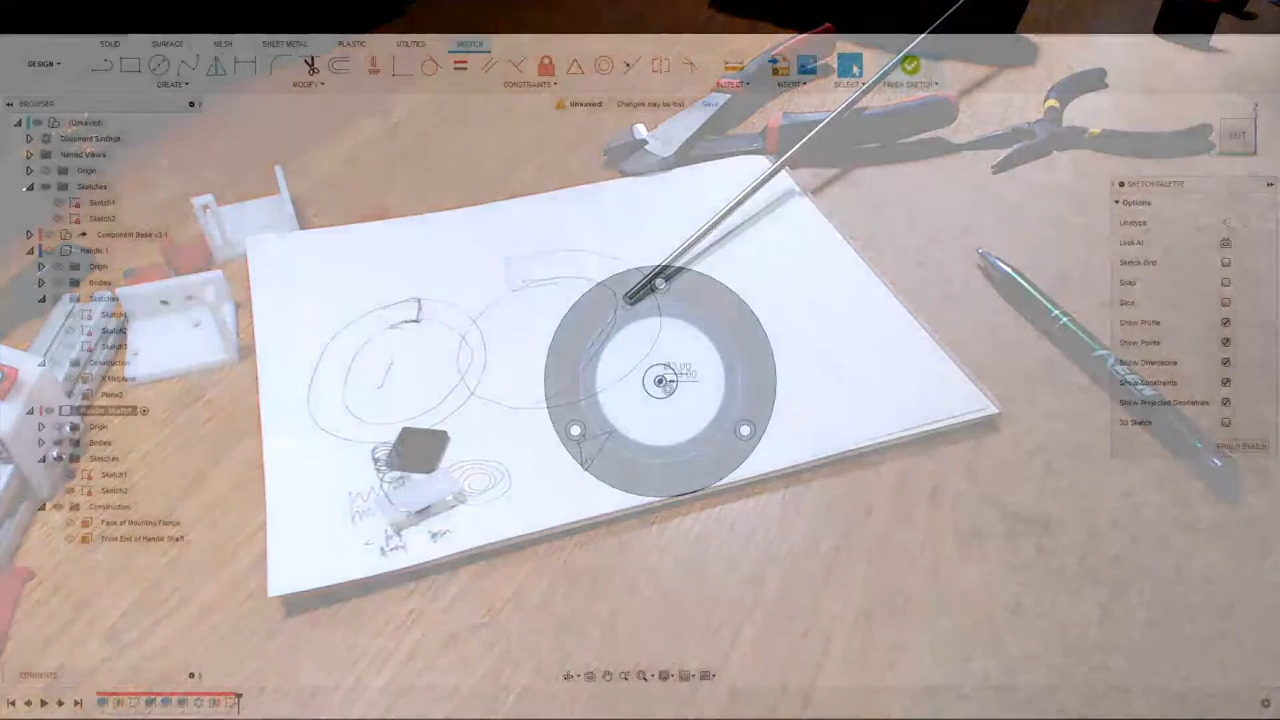 SOLID SURFACE MESH SHEET METAL PLASTIC UTILITIES SKETCH
DESIGN
CREATE MODIFY CONSTRAINTS INSPECT INSERT SELECT FINISH SKETCH
BROWSER
Unsaved: Changes may be lost Save
(Unsaved)
Document Settings
Named Views
Origin
Sketches
Sketch1
Sketch2
Component Base v3:1
Handle:1
Origin
Bodies
Sketches
Sketch1
Sketch2
Sketch3
Construction
X Midplane
Plane2
Origin
Bodies
Sketches
Sketch1
Sketch2
Construction
Face of Mounting Flange
Front End of Handle Shaft
COMMENTS
Z
LEFT
SKETCH PALETTE
Options
Linetype
Look At
Sketch Grid
Snap
Slice
Show Profile
Show Points
Show Dimensions
Show Constraints
Show Projected Geometries
3D Sketch
Finish Sketch